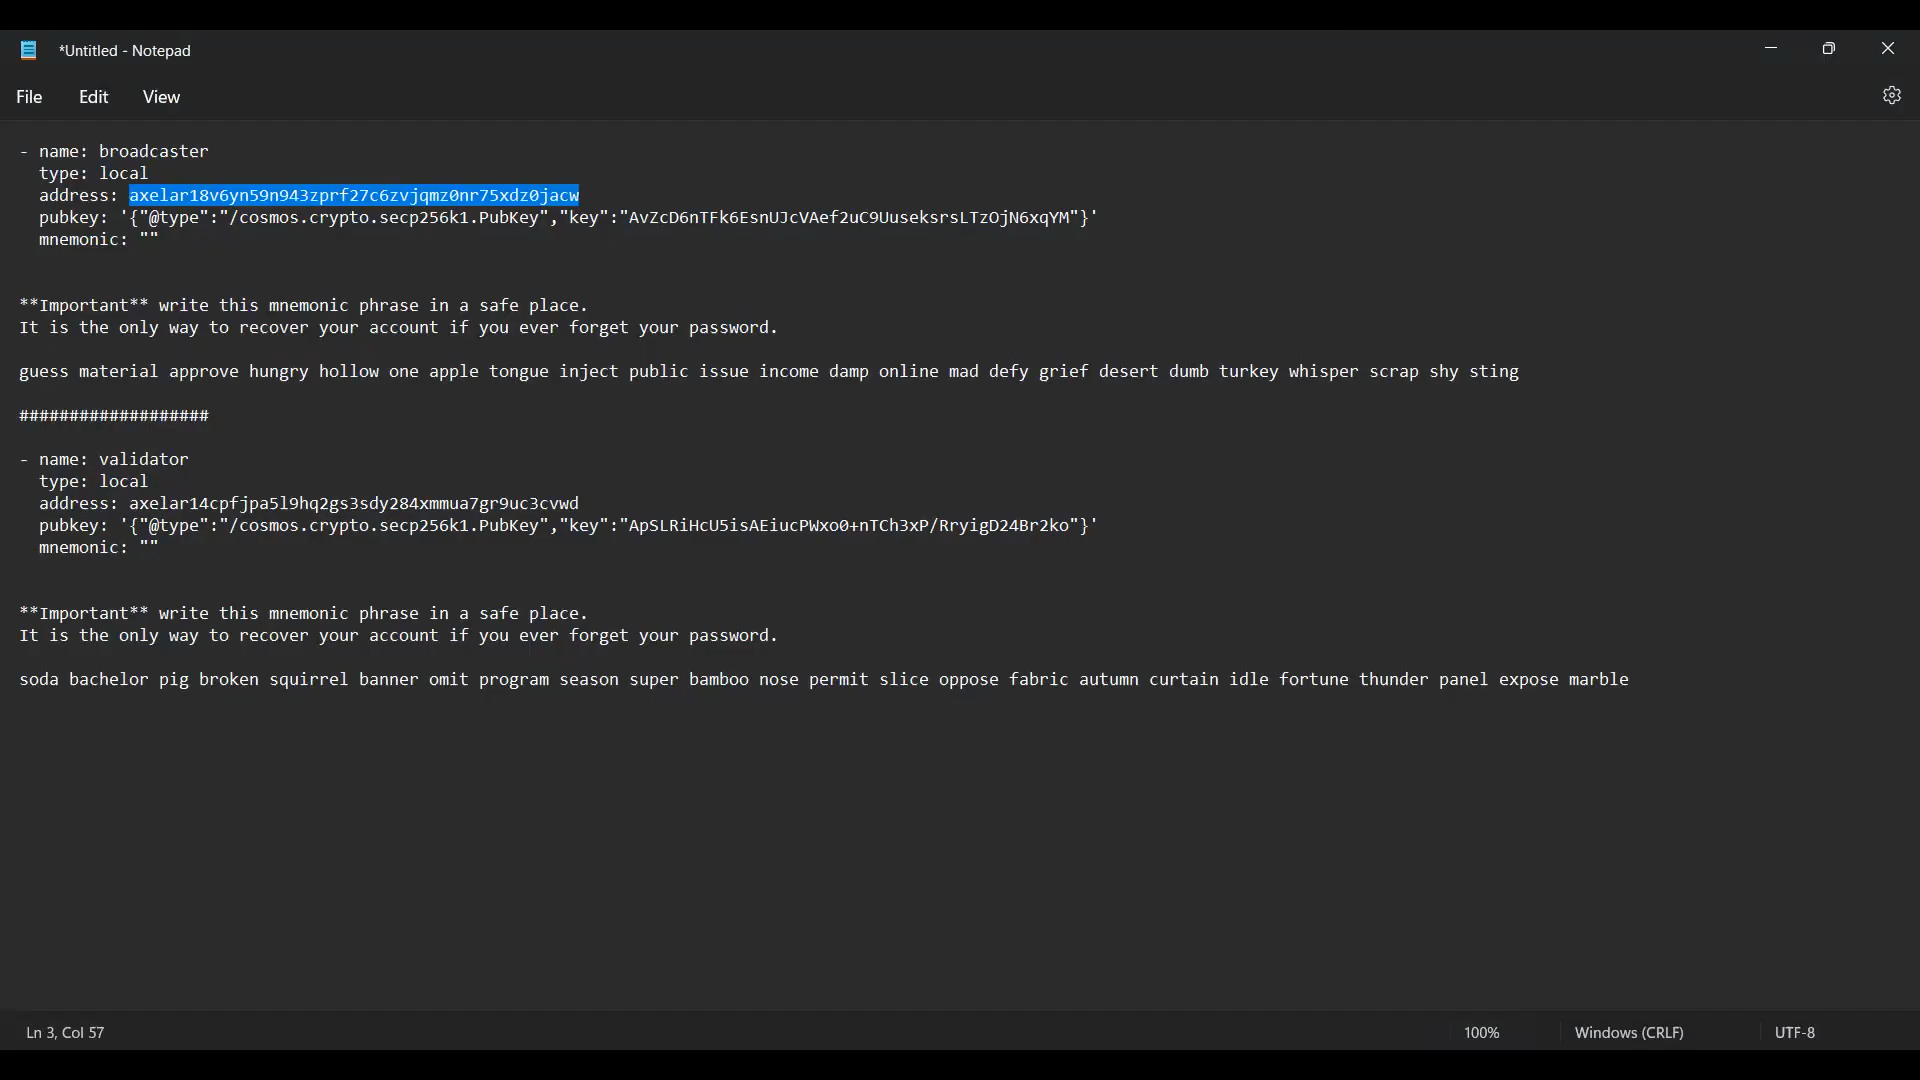 *Untitled - Notepad
File Edit View
- name: broadcaster
type: local
address: axelar18v6yn59n943zprf27c6zvjqmz0nr75xdz0jacw
pubkey: '{"@type":"/cosmos.crypto.secp256k1.PubKey","key":"AvZcD6nTFk6EsnUJcVAef2uC9UuseksrsLTzOjN6xqYM"}'
mnemonic: ""
**Important** write this mnemonic phrase in a safe place.
It is the only way to recover your account if you ever forget your password.
guess material approve hungry hollow one apple tongue inject public issue income damp online mad defy grief desert dumb turkey whisper scrap shy sting
###################
- name: validator
type: local
address: axelar14cpfjpa5l9hq2gs3sdy284xmmua7gr9uc3cvwd
pubkey: '{"@type":"/cosmos.crypto.secp256k1.PubKey","key":"ApSLRiHcU5isAEiucPWxo0+nTCh3xP/RryigD24Br2ko"}'
mnemonic: ""
**Important** write this mnemonic phrase in a safe place.
It is the only way to recover your account if you ever forget your password.
soda bachelor pig broken squirrel banner omit program season super bamboo nose permit slice oppose fabric autumn curtain idle fortune thunder panel expose marble
Ln 3, Col 57 100% Windows (CRLF) UTF-8